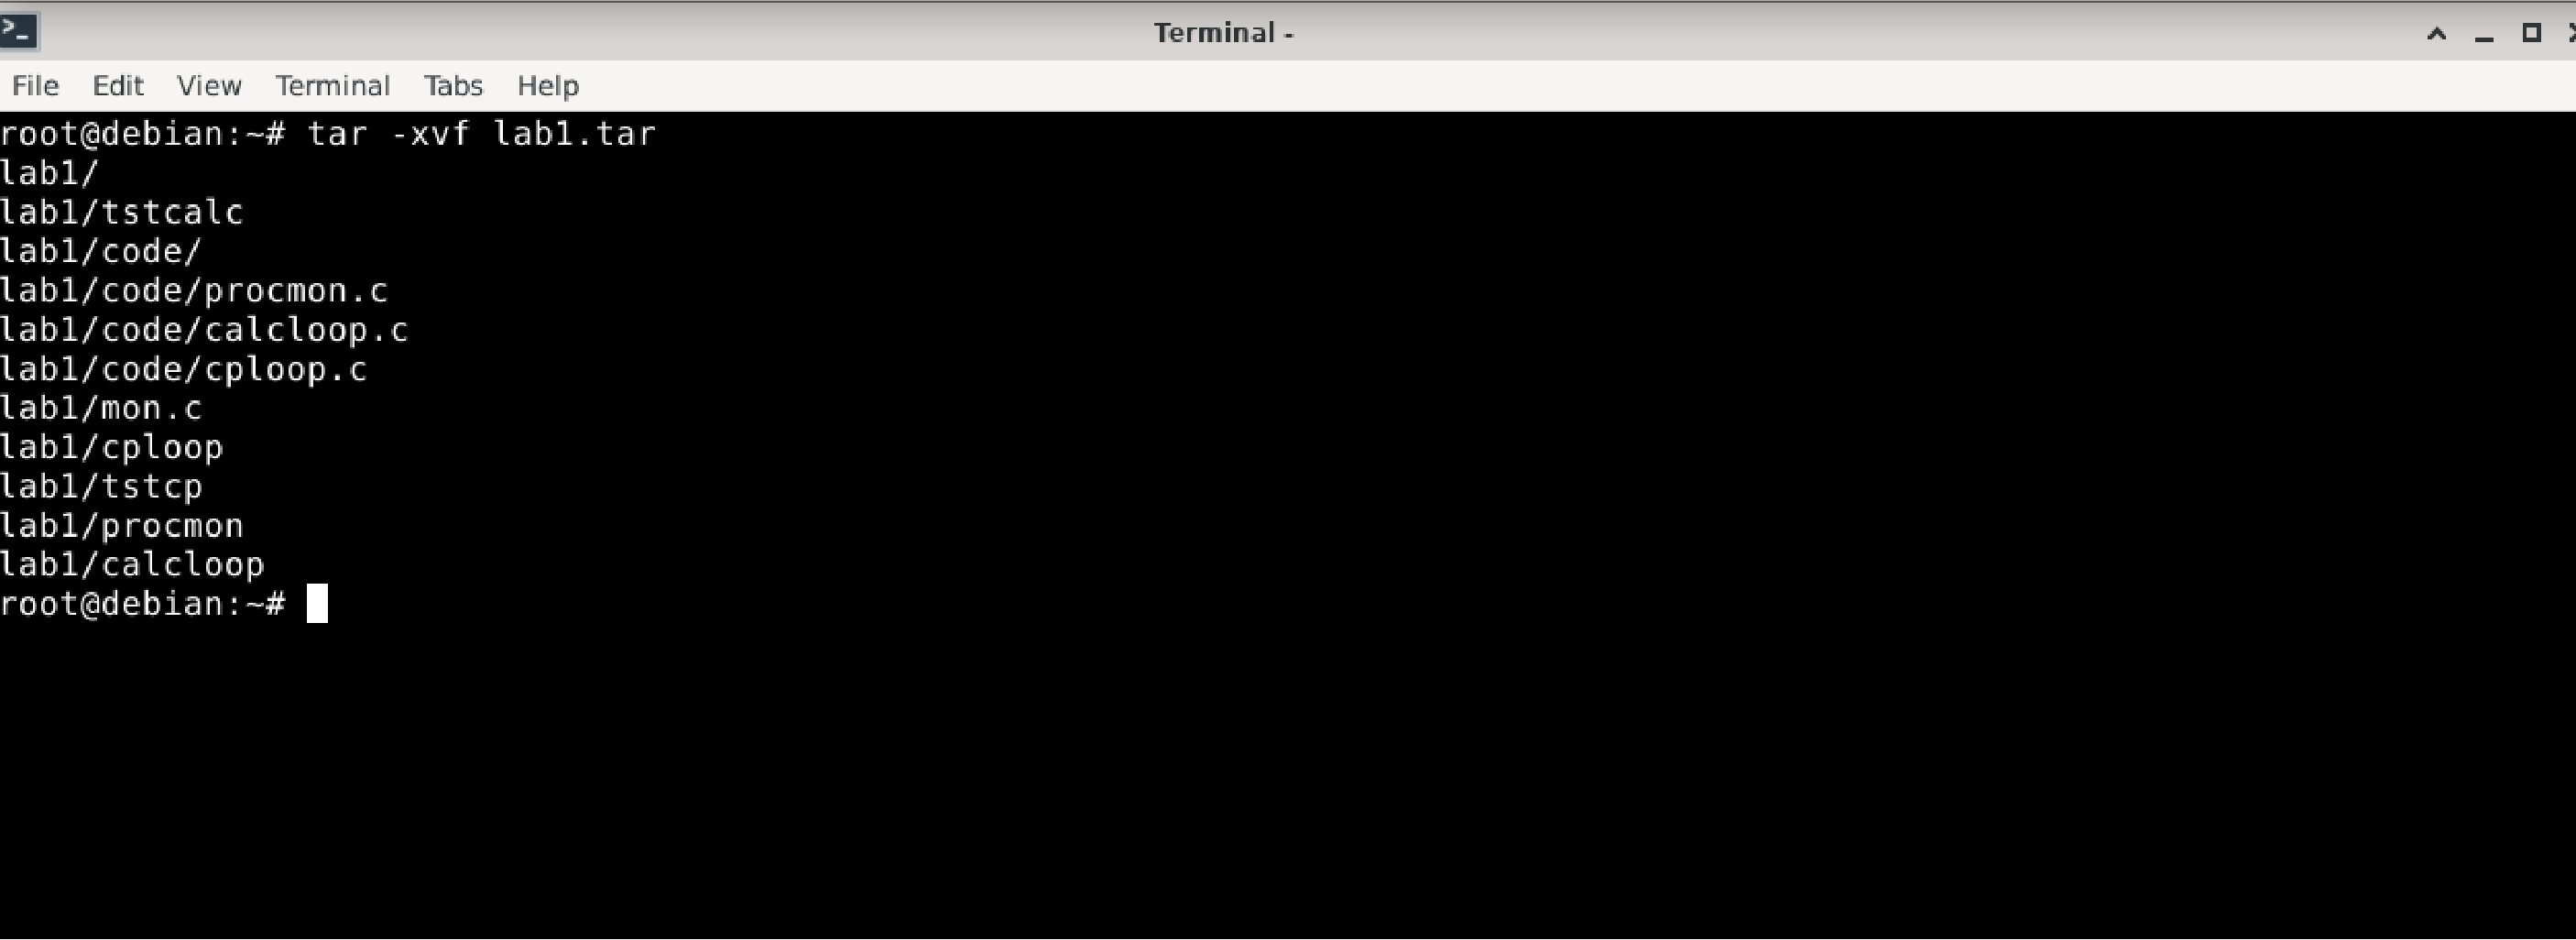 Terminal -
File Edit View Terminal Tabs Help
root@debian:~# tar -xvf lab1.tar
lab1/
lab1/tstcalc
lab1/code/
lab1/code/procmon.c
lab1/code/calcloop.c
lab1/code/cploop.c
lab1/mon.c
lab1/cploop
lab1/tstcp
lab1/procmon
lab1/calcloop
root@debian:~#